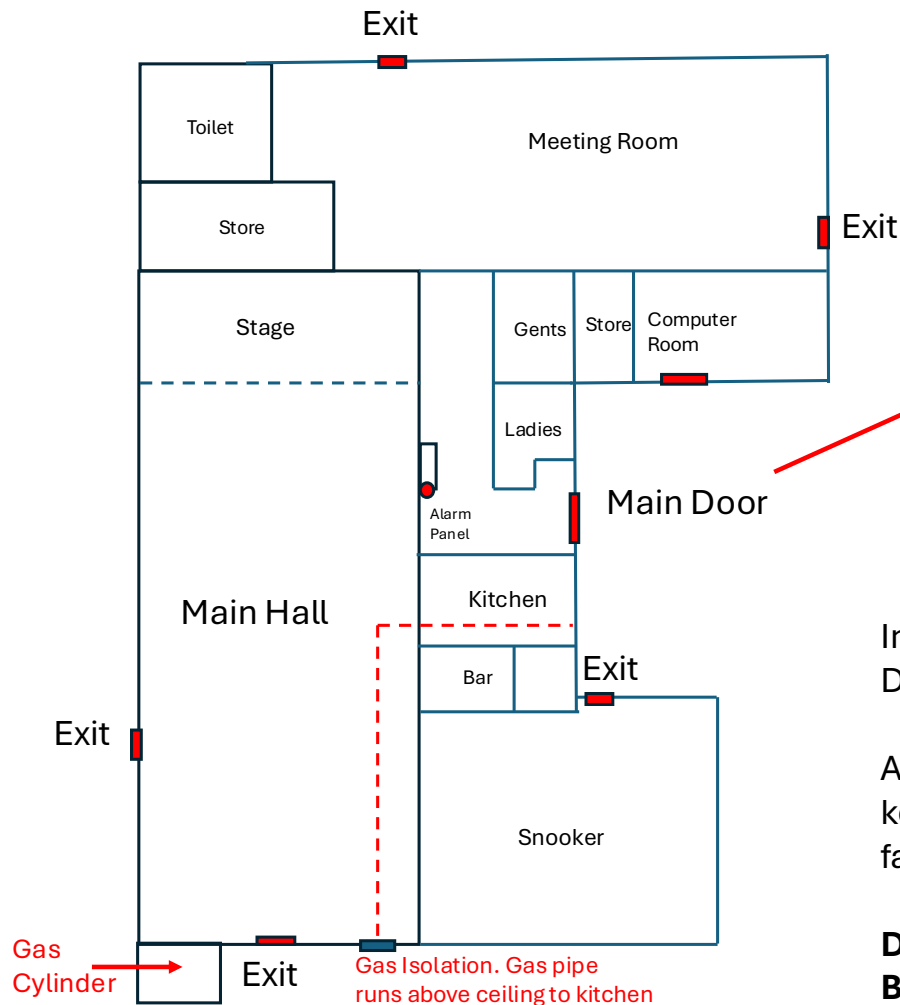 Exit
Toilet
Meeting Room
Store
Exit
Stage
Gents
Store
Computer
Room
Ladies
Main Door
Alarm
Panel
Main Hall
Kitchen
Bar
Exit
Exit
Snooker
Gas
Cylinder
Exit
Gas Isolation. Gas pipe
runs above ceiling to kitchen